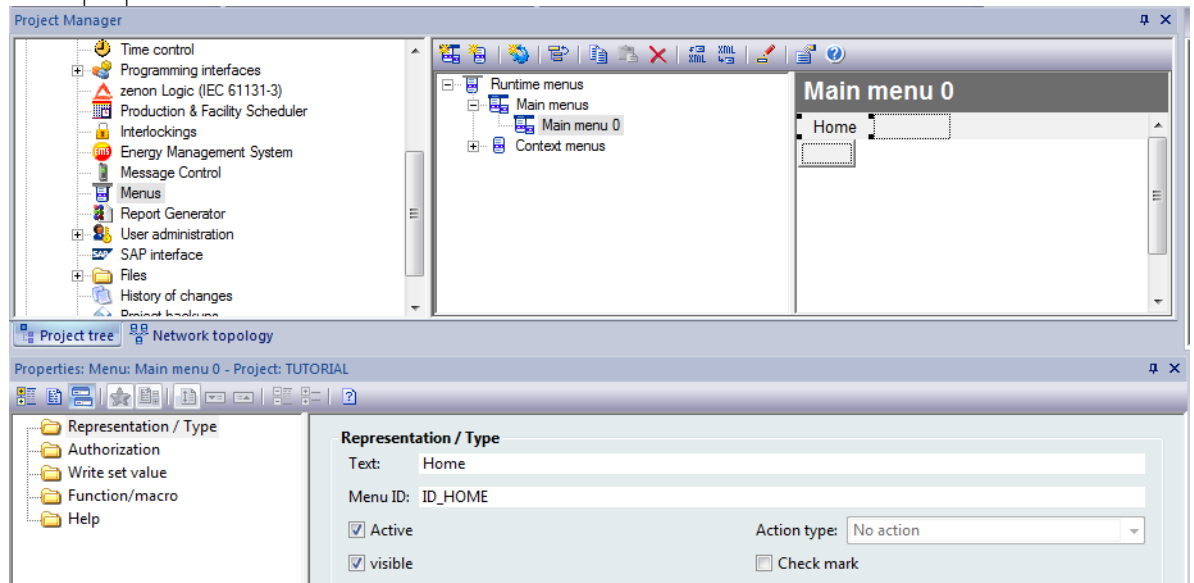 Project Manager
Time control
Programming interfaces
zenon Logic (IEC 61131-3)
Production & Facility Scheduler
Interlockings
Energy Management System
Message Control
Menus
Report Generator
User administration
SAP interface
Files
History of changes
Project backups
Runtime menus
Main menus
Main menu 0
Context menus
Main menu 0
Home
Project tree
Network topology
Properties: Menu: Main menu 0 - Project: TUTORIAL
Representation / Type
Authorization
Write set value
Function/macro
Help
Representation / Type
Text: Home
Menu ID: ID_HOME
Active Action type: No action
visible Check mark